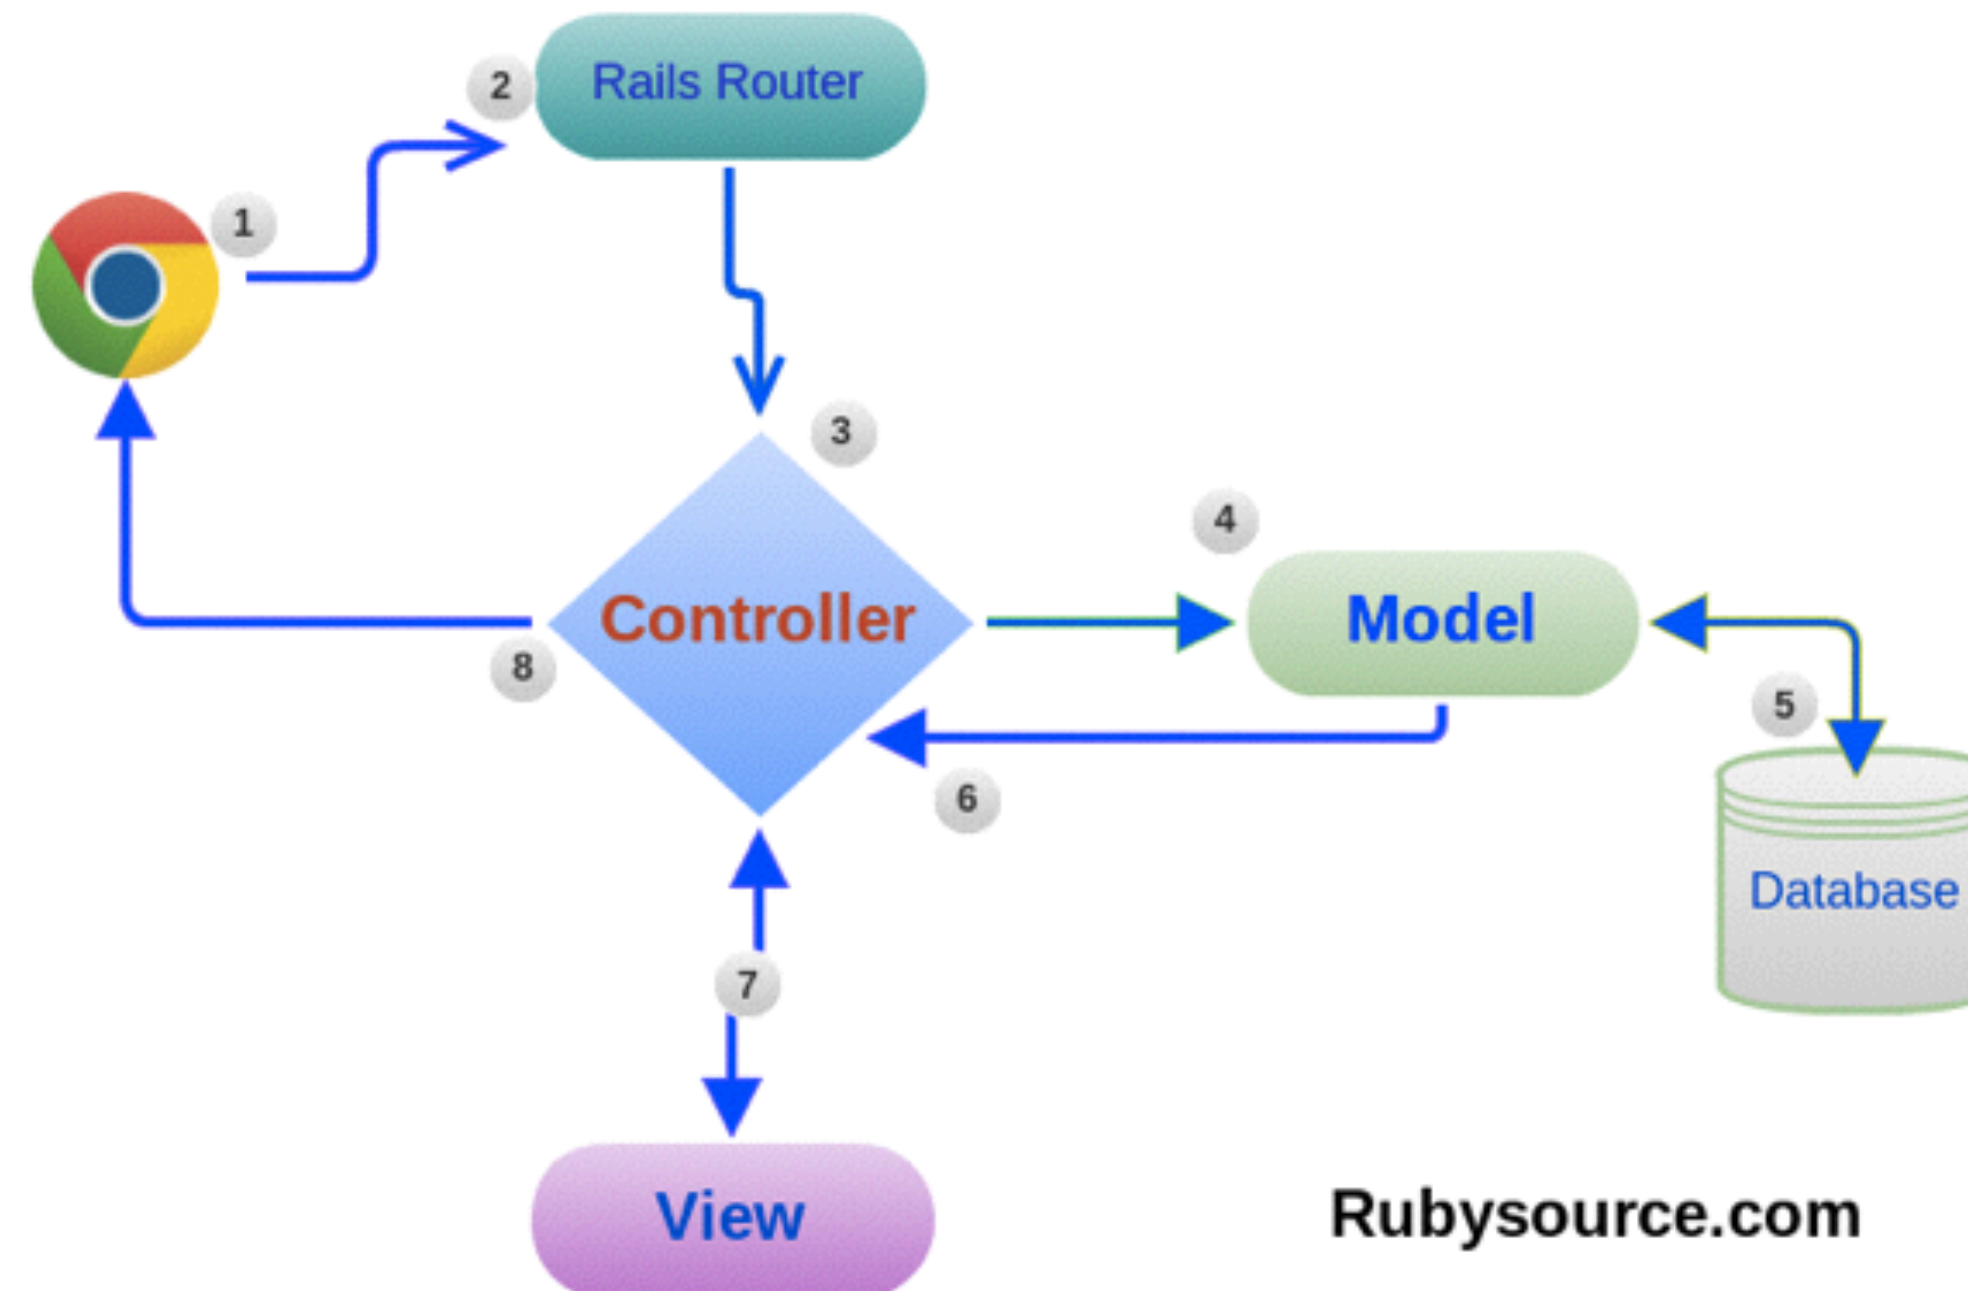 2
Rails Router
1
3
4
Controller
Model
8
5
6
Database
7
View
Rubysource.com